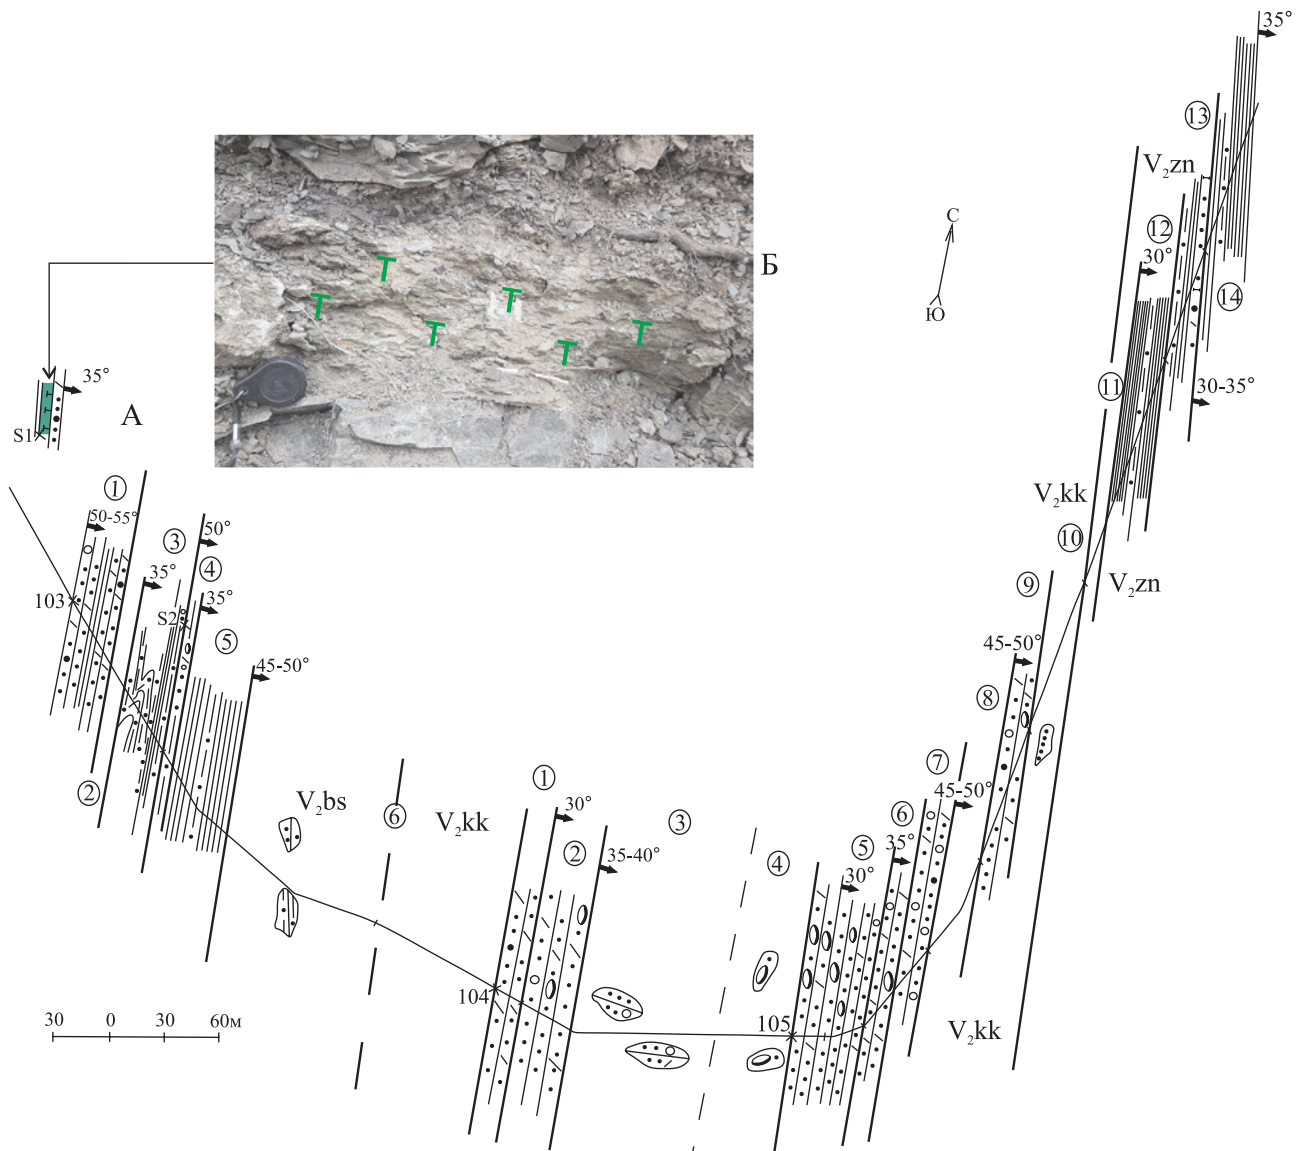 35°
⑬
V₂zn
С
⑫
Б
30°
Ю
⑭
35°
⑪
30-35°
А
S1
①
V₂kk
50-55°
③
50°
⑩
④
35°
35°
⑨
V₂zn
103
S2
⑤
45-50°
45-50°
⑧
②
⑦
①
V₂bs
⑥
V₂kk
30°
③
45-50°
⑥
②
35-40°
④
⑤
35°
30°
104
105
V₂kk
30 0 30 60м